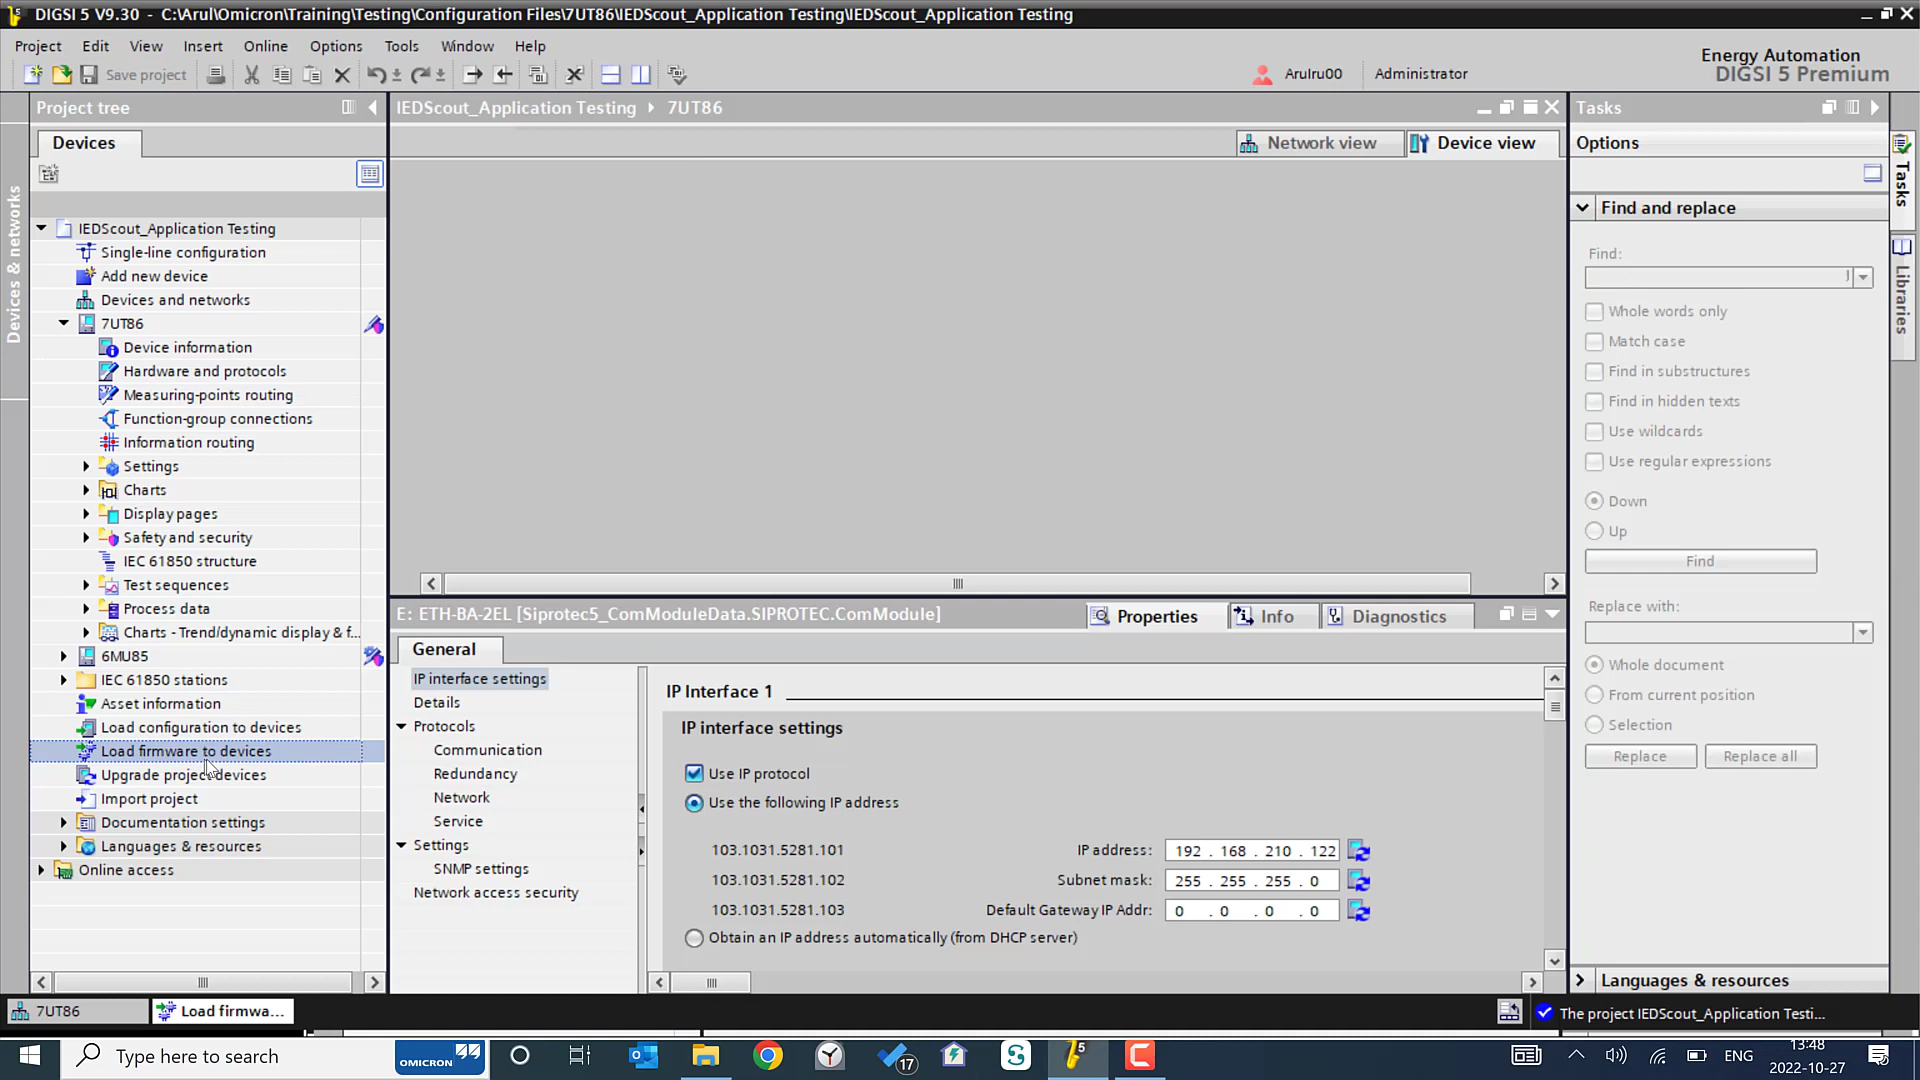 DIGSI 5 V9.30 - C:\Arul\Omicron\Training\Testing\Configuration Files\7UT86\IEDScout_Application Testing\IEDScout_Application Testing
Project Edit View Insert Online Options Tools Window Help
Save project
ArulRu00
Administrator
Energy Automation
DIGSI 5 Premium
Project tree
Devices
Devices & networks
IEDScout_Application Testing
Single-line configuration
Add new device
Devices and networks
7UT86
Device information
Hardware and protocols
Measuring-points routing
Function-group connections
Information routing
Settings
Charts
Display pages
Safety and security
IEC 61850 structure
Test sequences
Process data
Charts - Trend/dynamic display & f...
6MU85
IEC 61850 stations
Asset information
Load configuration to devices
Load firmware to devices
Upgrade project devices
Import project
Documentation settings
Languages & resources
Online access
IEDScout_Application Testing 7UT86
Network view
Device view
E: ETH-BA-2EL [Siprotec5_ComModuleData.SIPROTEC.ComModule]
Properties
Info
Diagnostics
General
IP interface settings
Details
Protocols
Communication
Redundancy
Network
Service
Settings
SNMP settings
Network access security
IP Interface 1
IP interface settings
Use IP protocol
Use the following IP address
103.1031.5281.101 IP address: 192 . 168 . 210 . 122
103.1031.5281.102 Subnet mask: 255 . 255 . 255 . 0
103.1031.5281.103 Default Gateway IP Addr: 0 . 0 . 0 . 0
Obtain an IP address automatically (from DHCP server)
Tasks
Options
Find and replace
Find:
Whole words only
Match case
Find in substructures
Find in hidden texts
Use wildcards
Use regular expressions
Down
Up
Find
Replace with:
Whole document
From current position
Selection
Replace
Replace all
Languages & resources
Tasks
Libraries
7UT86
Load firmwa...
The project IEDScout_Application Testi...
Type here to search
OMICRON
17
5
ENG
13:48
2022-10-27